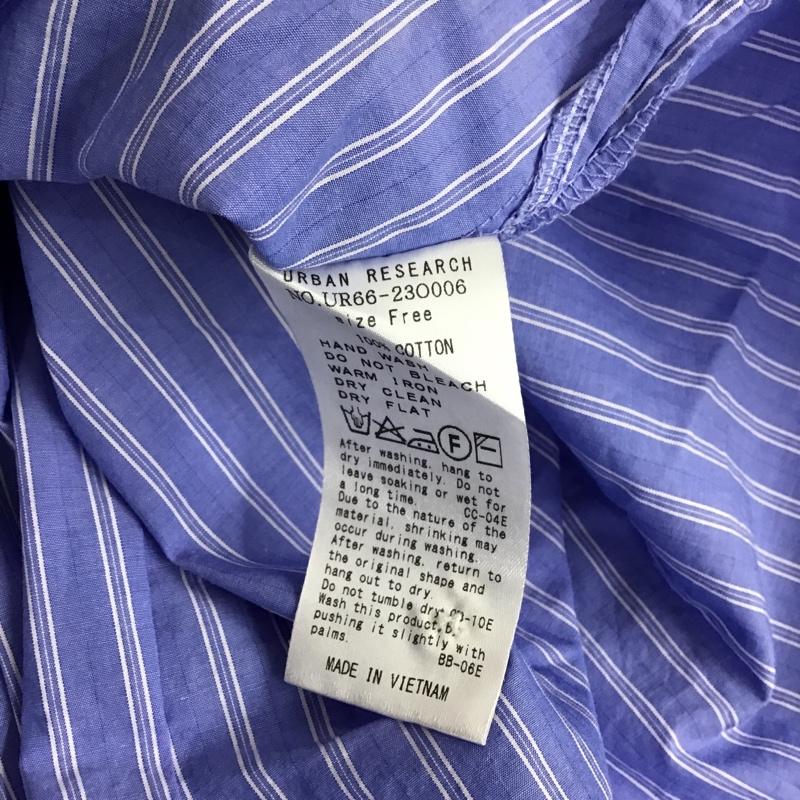 URBAN RESEARCH
NO.UR66-23O006
Size Free
100% COTTON
HAND WASH
DO NOT BLEACH
WARM IRON
DRY CLEAN
DRY FLAT
F
After washing, hang to
dry immediately. Do not
leave soaking or wet for
a long time. CC-04E
Due to the nature of the
material, shrinking may
occur during washing.
After washing, return to
the original shape and
hang out to dry.
Do not tumble dry -10E
Wash this product by
pushing it slightly with
palms. BB-06E
MADE IN VIETNAM